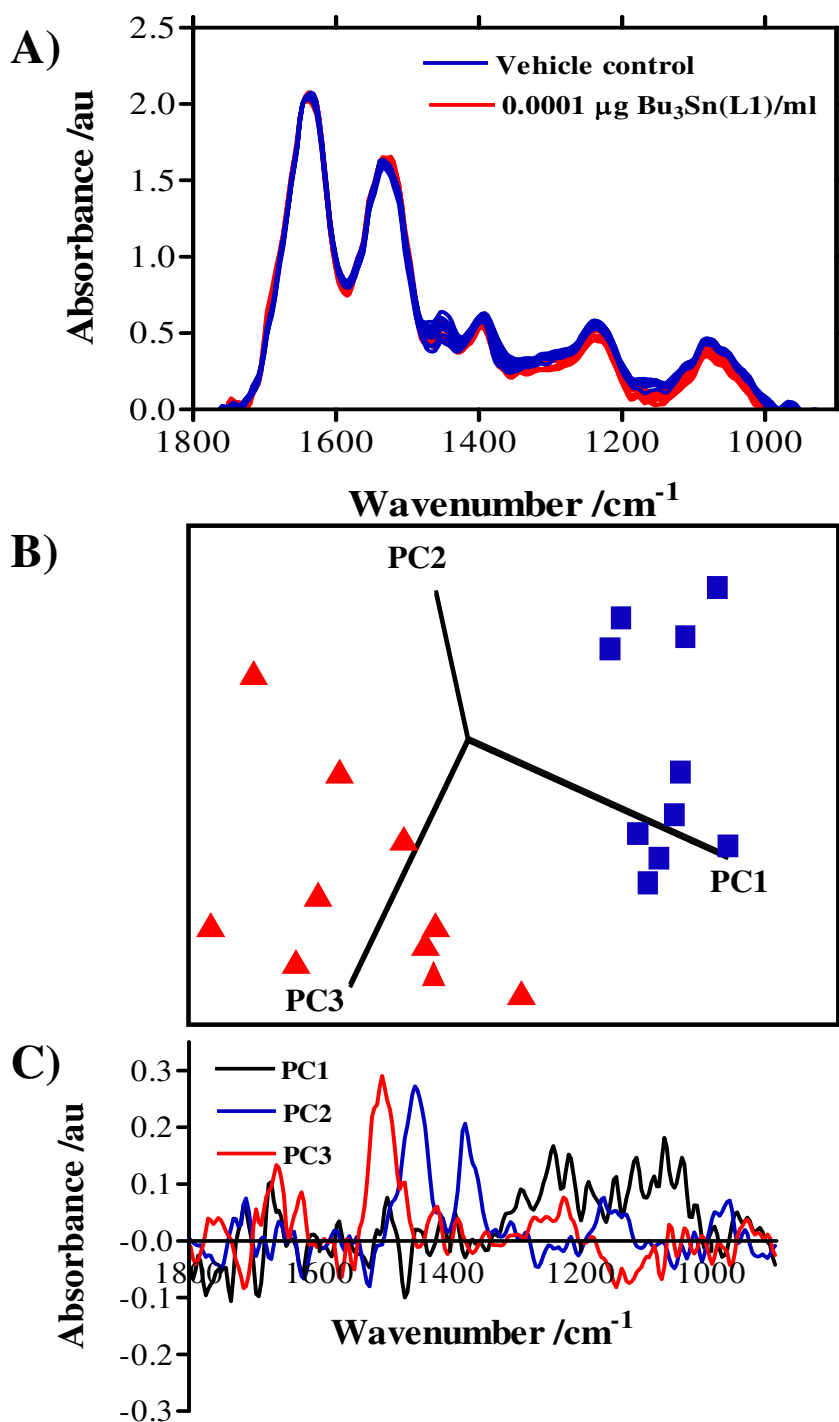 A)
2.5
2.0
1.5
1.0
0.5
0.0
Absorbance /au
Vehicle control
0.0001 μg Bu₃Sn(L1)/ml
1800 1600 1400 1200 1000
Wavenumber /cm⁻¹
B)
PC2
PC1
PC3
C)
0.3
0.2
0.1
-0.0
-0.1
-0.2
-0.3
Absorbance /au
PC1
PC2
PC3
1800 1600 1400 1200 1000
Wavenumber /cm⁻¹